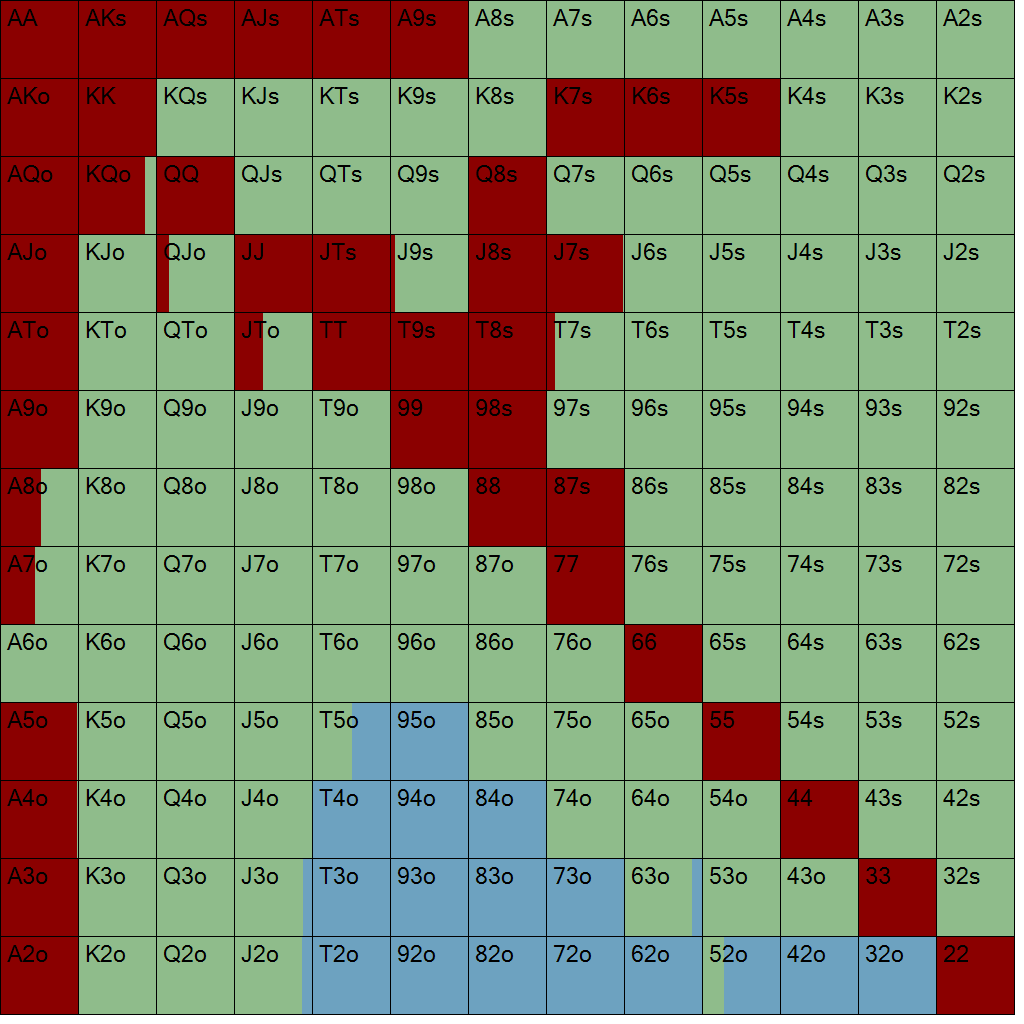 AA AKs AQs AJs ATs A9s A8s A7s A6s A5s A4s A3s A2s
AKo KK KQs KJs KTs K9s K8s K7s K6s K5s K4s K3s K2s
AQo KQo QQ QJs QTs Q9s Q8s Q7s Q6s Q5s Q4s Q3s Q2s
AJo KJo QJo JJ JTs J9s J8s J7s J6s J5s J4s J3s J2s
ATo KTo QTo JTo TT T9s T8s T7s T6s T5s T4s T3s T2s
A9o K9o Q9o J9o T9o 99 98s 97s 96s 95s 94s 93s 92s
A8o K8o Q8o J8o T8o 98o 88 87s 86s 85s 84s 83s 82s
A7o K7o Q7o J7o T7o 97o 87o 77 76s 75s 74s 73s 72s
A6o K6o Q6o J6o T6o 96o 86o 76o 66 65s 64s 63s 62s
A5o K5o Q5o J5o T5o 95o 85o 75o 65o 55 54s 53s 52s
A4o K4o Q4o J4o T4o 94o 84o 74o 64o 54o 44 43s 42s
A3o K3o Q3o J3o T3o 93o 83o 73o 63o 53o 43o 33 32s
A2o K2o Q2o J2o T2o 92o 82o 72o 62o 52o 42o 32o 22